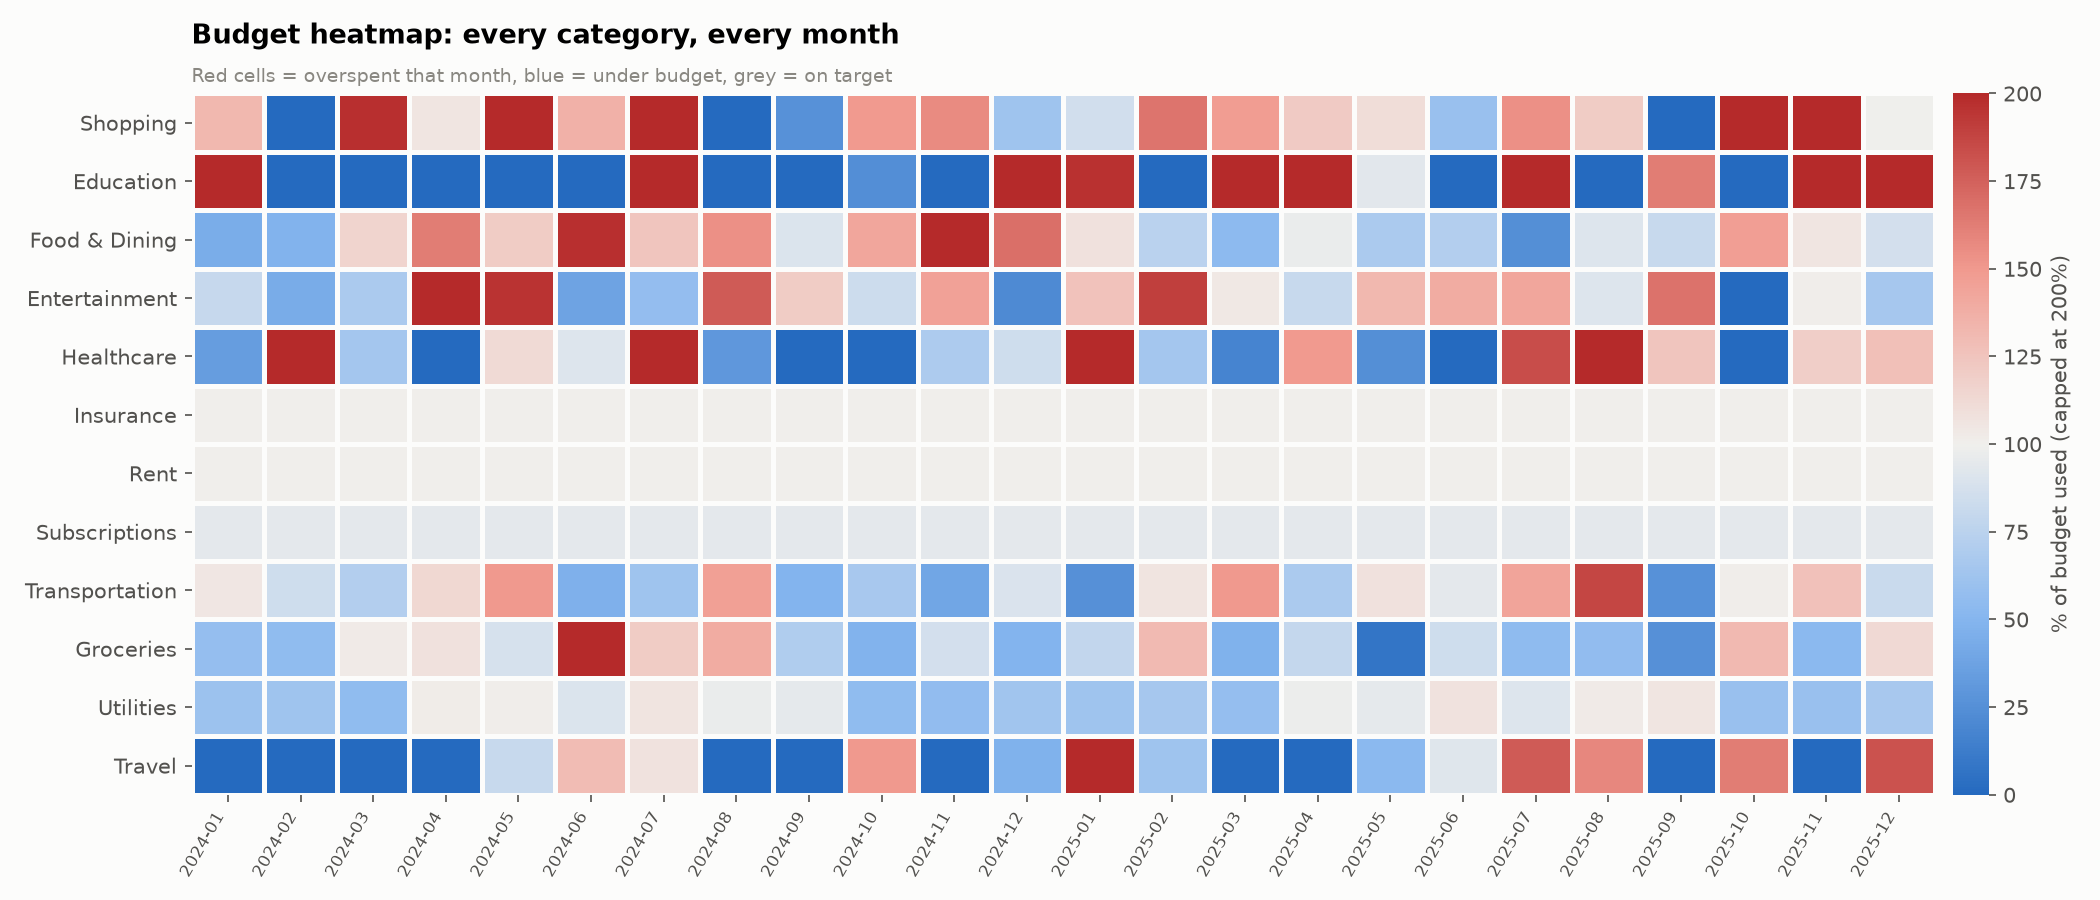 Budget heatmap: every category, every month
Red cells = overspent that month, blue = under budget, grey = on target
Shopping
Education
Food & Dining
Entertainment
Healthcare
Insurance
Rent
Subscriptions
Transportation
Groceries
Utilities
Travel
2024-01
2024-02
2024-03
2024-04
2024-05
2024-06
2024-07
2024-08
2024-09
2024-10
2024-11
2024-12
2025-01
2025-02
2025-03
2025-04
2025-05
2025-06
2025-07
2025-08
2025-09
2025-10
2025-11
2025-12
200
175
150
125
100
75
50
25
0
% of budget used (capped at 200%)